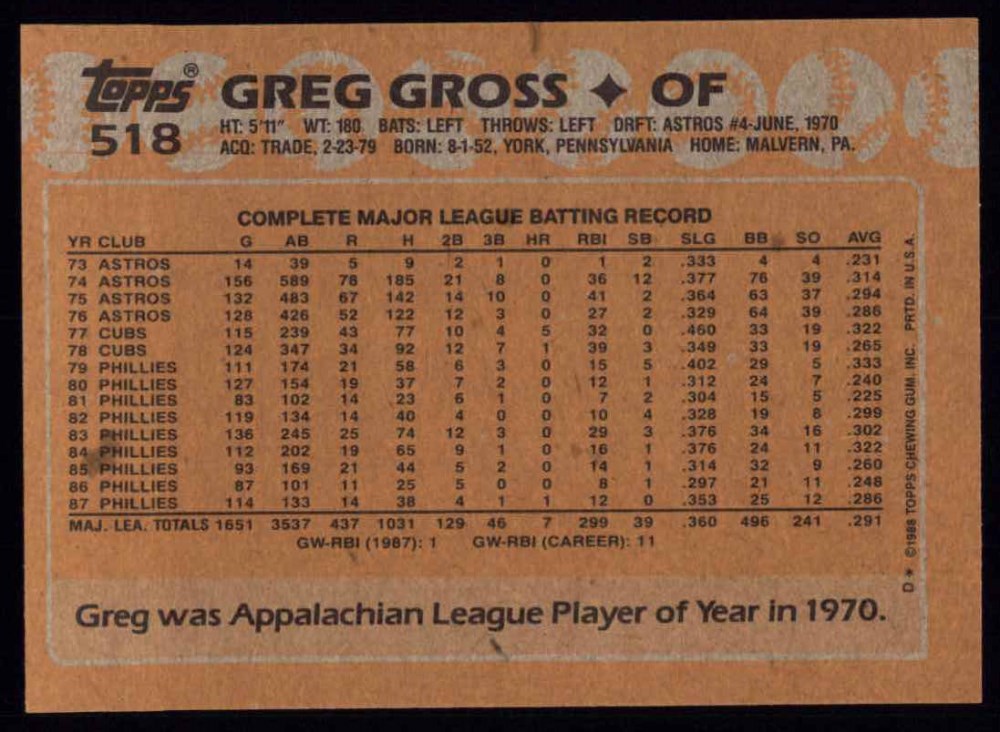 topps® GREG GROSS ✦ OF
518 HT: 5'11" WT: 180 BATS: LEFT THROWS: LEFT DRFT: ASTROS #4-JUNE, 1970
ACQ: TRADE, 2-23-79 BORN: 8-1-52, YORK, PENNSYLVANIA HOME: MALVERN, PA.
COMPLETE MAJOR LEAGUE BATTING RECORD
YR CLUB G AB R H 2B 3B HR RBI SB SLG BB SO AVG
73 ASTROS 14 39 5 9 2 1 0 1 2 .333 4 4 .231
74 ASTROS 156 589 78 185 21 8 0 36 12 .377 76 39 .314
75 ASTROS 132 483 67 142 14 10 0 41 2 .364 63 37 .294
76 ASTROS 128 426 52 122 12 3 0 27 2 .329 64 39 .286
77 CUBS 115 239 43 77 10 4 5 32 0 .460 33 19 .322
78 CUBS 124 347 34 92 12 7 1 39 3 .349 33 19 .265
79 PHILLIES 111 174 21 58 6 3 0 15 5 .402 29 5 .333
80 PHILLIES 127 154 19 37 7 2 0 12 1 .312 24 7 .240
81 PHILLIES 83 102 14 23 6 1 0 7 2 .304 15 5 .225
82 PHILLIES 119 134 14 40 4 0 0 10 4 .328 19 8 .299
83 PHILLIES 136 245 25 74 12 3 0 29 3 .376 34 16 .302
84 PHILLIES 112 202 19 65 9 1 0 16 1 .376 24 11 .322
85 PHILLIES 93 169 21 44 5 2 0 14 1 .314 32 9 .260
86 PHILLIES 87 101 11 25 5 0 0 8 1 .297 21 11 .248
87 PHILLIES 114 133 14 38 4 1 1 12 0 .353 25 12 .286
MAJ. LEA. TOTALS 1651 3537 437 1031 129 46 7 299 39 .360 496 241 .291
GW-RBI (1987): 1 GW-RBI (CAREER): 11
Greg was Appalachian League Player of Year in 1970.
D* ©1988 TOPPS CHEWING GUM, INC. PRTD. IN U.S.A.